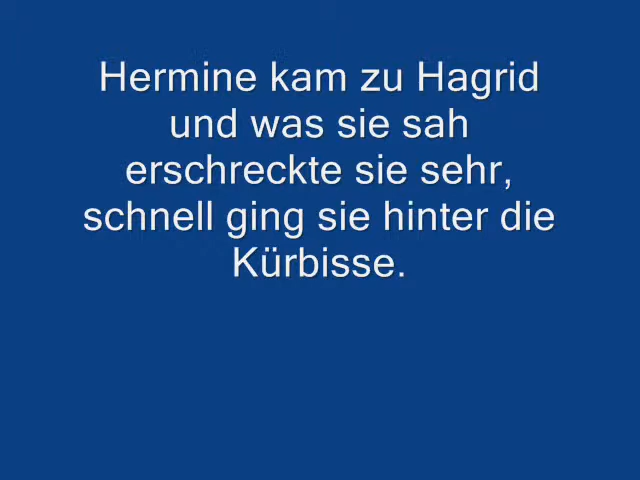 Hermine kam zu Hagrid
und was sie sah
erschreckte sie sehr,
schnell ging sie hinter die
Kürbisse.